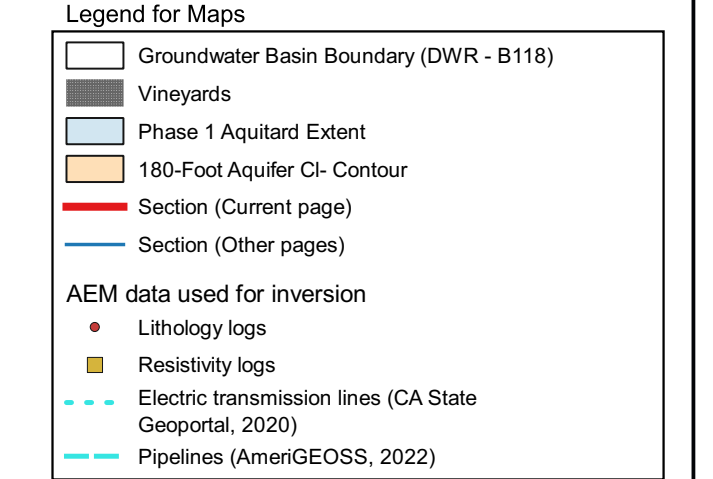 Legend for Maps
Groundwater Basin Boundary (DWR - B118)
Vineyards
Phase 1 Aquitard Extent
180-Foot Aquifer Cl- Contour
Section (Current page)
Section (Other pages)
AEM data used for inversion
Lithology logs
Resistivity logs
Electric transmission lines (CA State
Geoportal, 2020)
Pipelines (AmeriGEOSS, 2022)